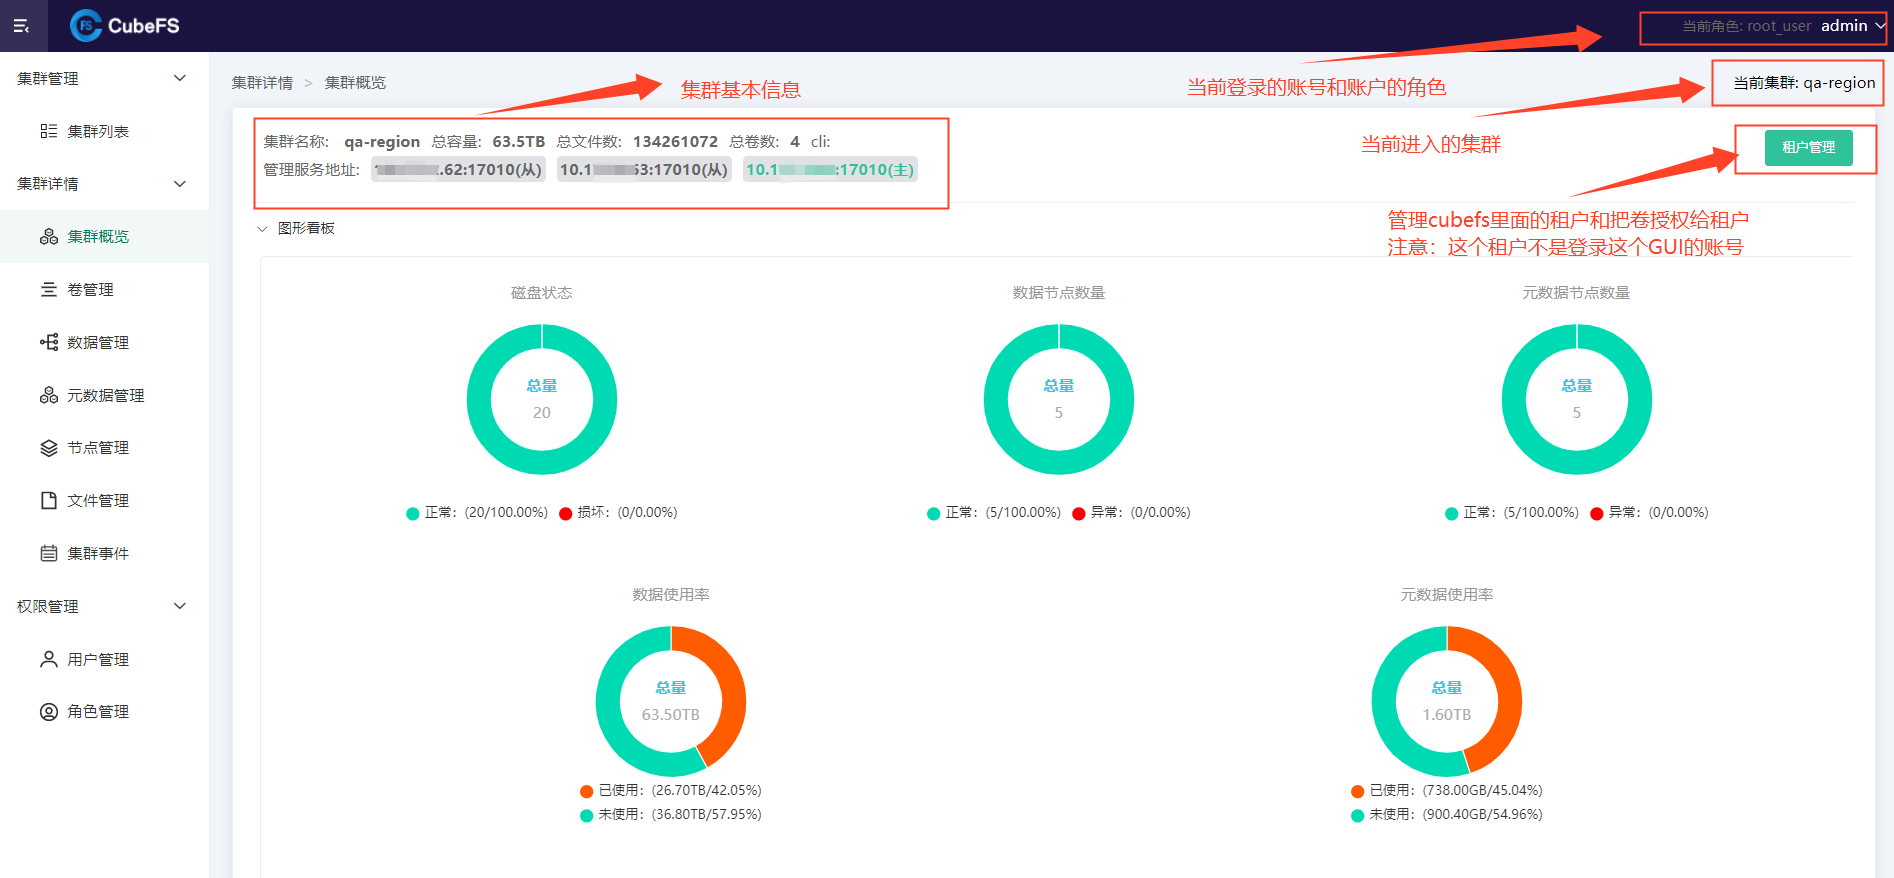 FS CubeFS
当前角色: root_user admin
集群管理
集群列表
集群详情
集群概览
卷管理
数据管理
元数据管理
节点管理
文件管理
集群事件
权限管理
用户管理
角色管理
集群详情 > 集群概览
集群基本信息
当前登录的账号和账户的角色
当前集群: qa-region
当前进入的集群
集群名称: qa-region 总容量: 63.5TB 总文件数: 134261072 总卷数: 4 cli:
管理服务地址: .62:17010(从) 10.1 53:17010(从) 10.1 :17010(主)
租户管理
管理cubefs里面的租户和把卷授权给租户
注意：这个租户不是登录这个GUI的账号
图形看板
磁盘状态
总量
20
正常：(20/100.00%) 损坏：(0/0.00%)
数据节点数量
总量
5
正常：(5/100.00%) 异常：(0/0.00%)
元数据节点数量
总量
5
正常：(5/100.00%) 异常：(0/0.00%)
数据使用率
总量
63.50TB
已使用：(26.70TB/42.05%)
未使用：(36.80TB/57.95%)
元数据使用率
总量
1.60TB
已使用：(738.00GB/45.04%)
未使用：(900.40GB/54.96%)